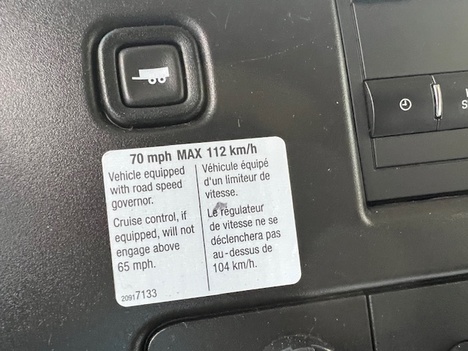 70 mph MAX 112 km/h
Vehicle equipped
with road speed
governor.
Cruise control, if
equipped, will not
engage above
65 mph.
Véhicule équipé
d'un limiteur de
vitesse.
Le regulateur
de vitesse ne se
déclenchera pas
au-dessus de
104 km/h.
20917133